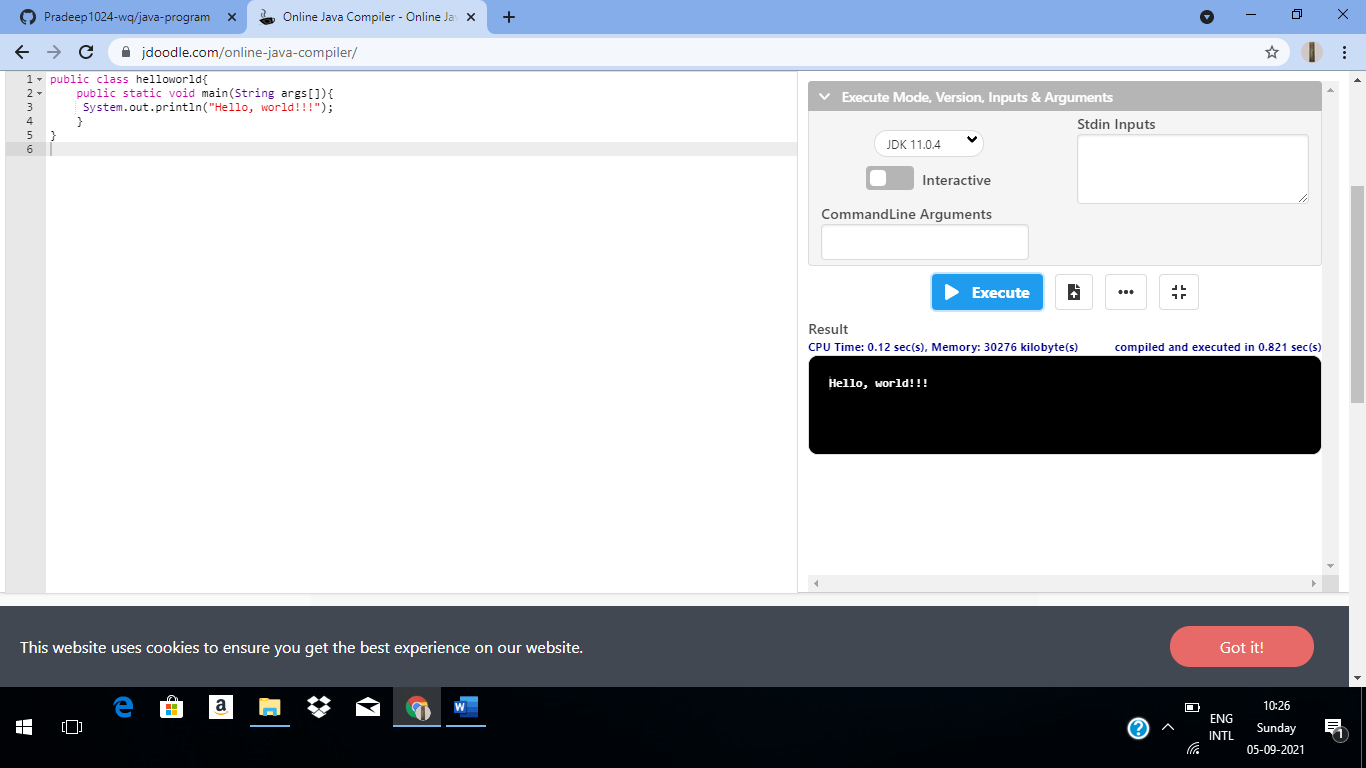 Pradeep1024-wq/java-program
Online Java Compiler - Online Ja
jdoodle.com/online-java-compiler/
1 public class helloworld{
2 public static void main(String args[]){
3 System.out.println("Hello, world!!!");
4 }
5 }
6
Execute Mode, Version, Inputs & Arguments
JDK 11.0.4
Interactive
Stdin Inputs
CommandLine Arguments
Execute
Result
CPU Time: 0.12 sec(s), Memory: 30276 kilobyte(s) compiled and executed in 0.821 sec(s)
Hello, world!!!
This website uses cookies to ensure you get the best experience on our website.
Got it!
ENG
INTL
10:26
Sunday
05-09-2021
1